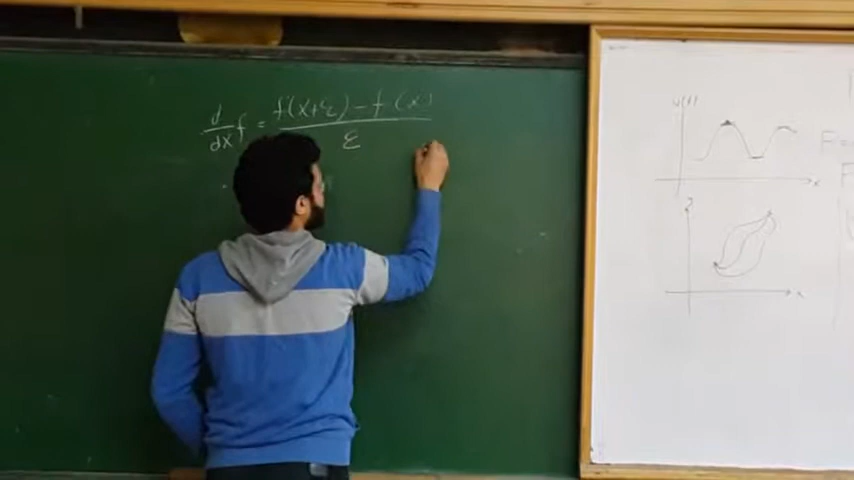 d/dx f = f(x+ε) - f(x) / ε
y(x)
x
x
F =
F